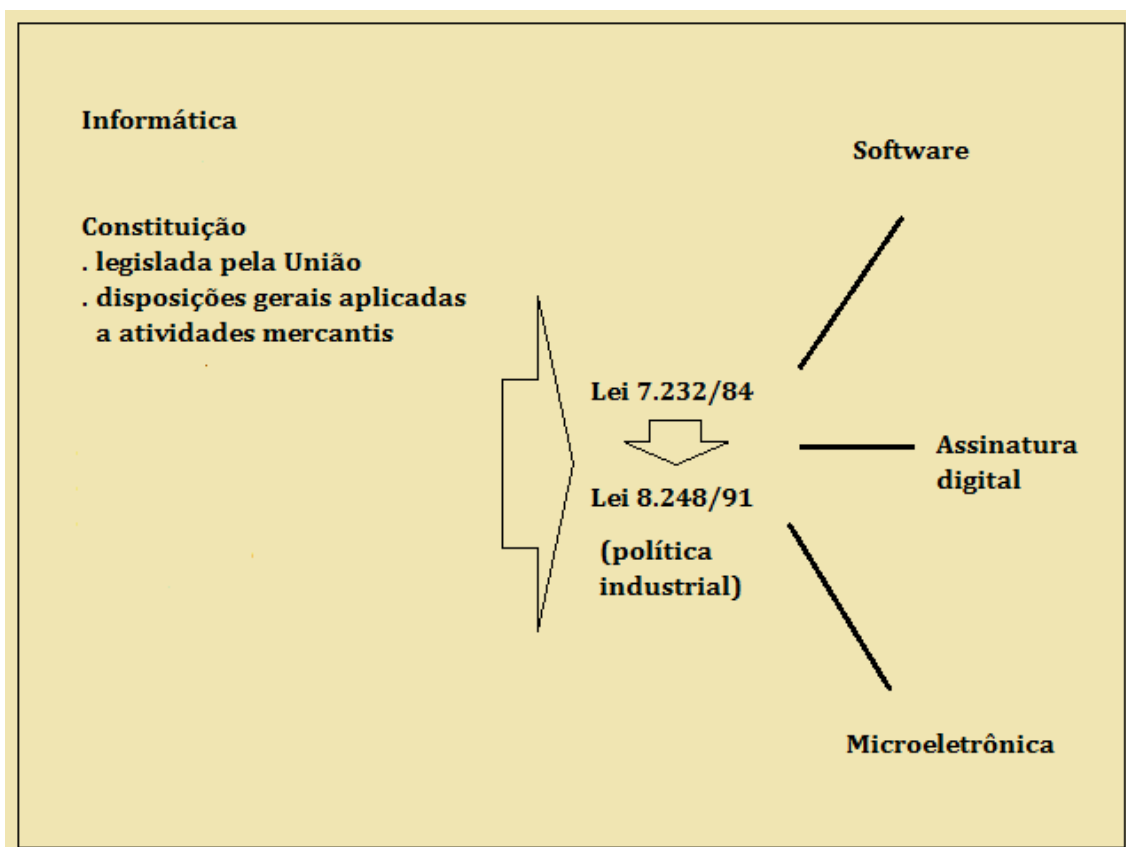 Informática
Constituição
. legislada pela União
. disposições gerais aplicadas
a atividades mercantis
Lei 7.232/84
Lei 8.248/91
(política
industrial)
Software
Assinatura
digital
Microeletrônica